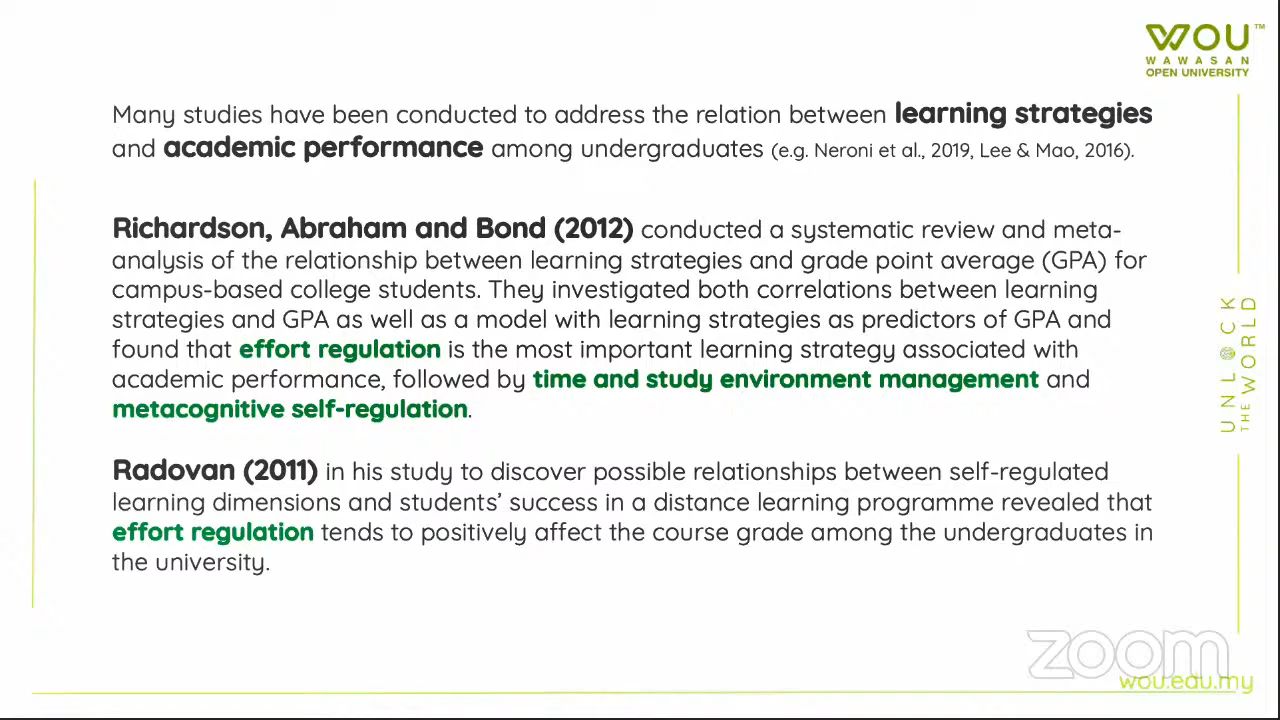 WOU™
WAWASAN
OPEN UNIVERSITY
Many studies have been conducted to address the relation between learning strategies
and academic performance among undergraduates (e.g. Neroni et al., 2019, Lee & Mao, 2016).
Richardson, Abraham and Bond (2012) conducted a systematic review and meta-
analysis of the relationship between learning strategies and grade point average (GPA) for
campus-based college students. They investigated both correlations between learning
strategies and GPA as well as a model with learning strategies as predictors of GPA and
found that effort regulation is the most important learning strategy associated with
academic performance, followed by time and study environment management and
metacognitive self-regulation.
Radovan (2011) in his study to discover possible relationships between self-regulated
learning dimensions and students’ success in a distance learning programme revealed that
effort regulation tends to positively affect the course grade among the undergraduates in
the university.
UNLOCK
THE WORLD
zoom
wou.edu.my